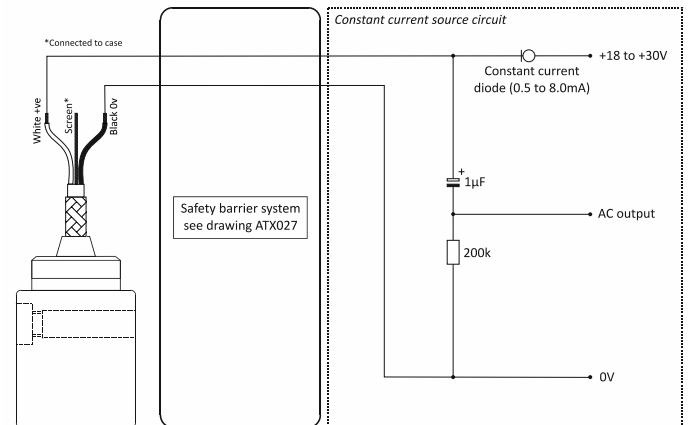 Constant current source circuit
*Connected to case
+18 to +30V
Constant current
diode (0.5 to 8.0mA)
White +ve
Screen*
Black 0v
+
1µF
Safety barrier system
see drawing ATX027
AC output
200k
0V